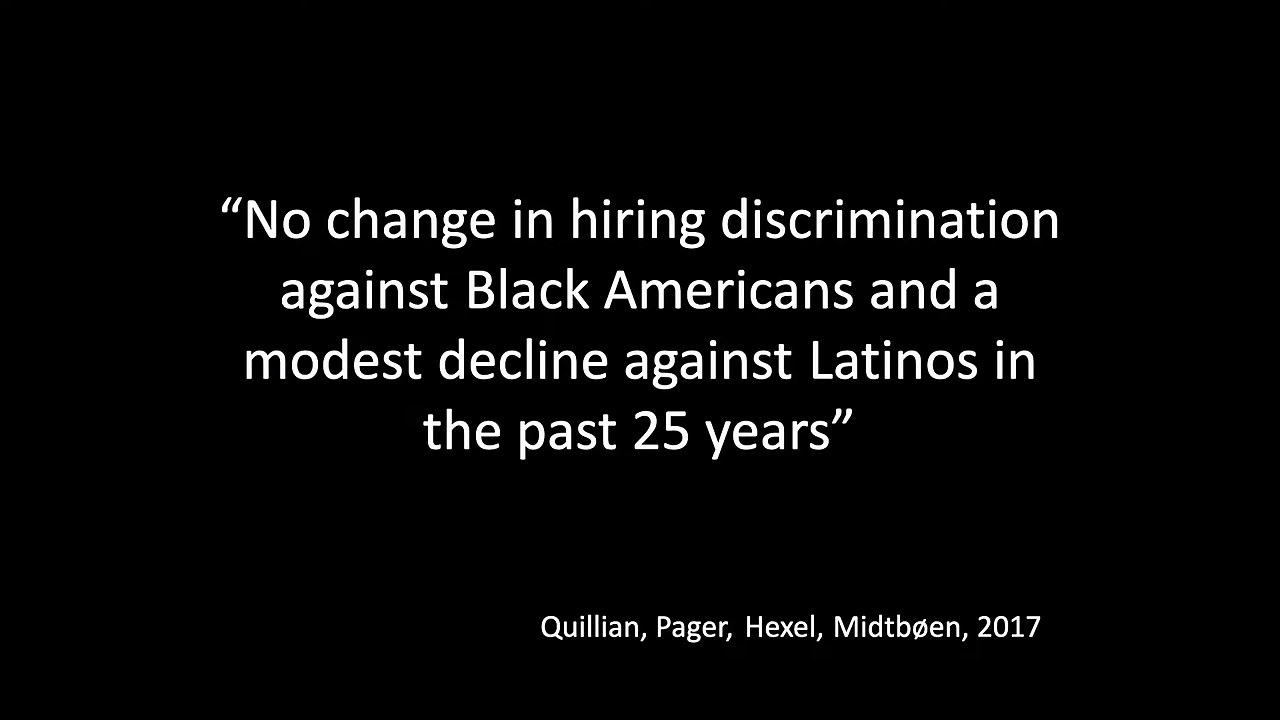 “No change in hiring discrimination
against Black Americans and a
modest decline against Latinos in
the past 25 years”
Quillian, Pager, Hexel, Midtbøen, 2017